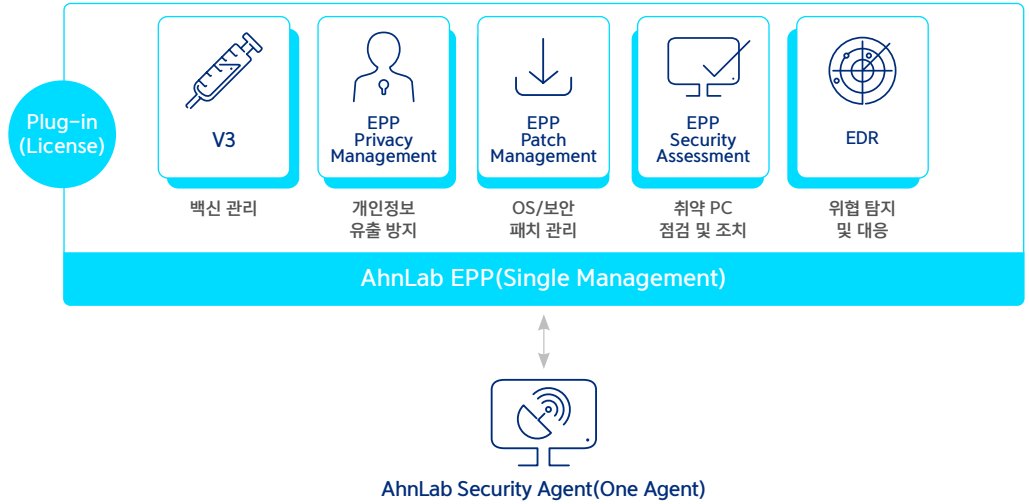 Plug-in
(License)
V3
EPP
Privacy
Management
EPP
Patch
Management
EPP
Security
Assessment
EDR
백신 관리
개인정보
유출 방지
OS/보안
패치 관리
취약 PC
점검 및 조치
위협 탐지
및 대응
AhnLab EPP(Single Management)
AhnLab Security Agent(One Agent)